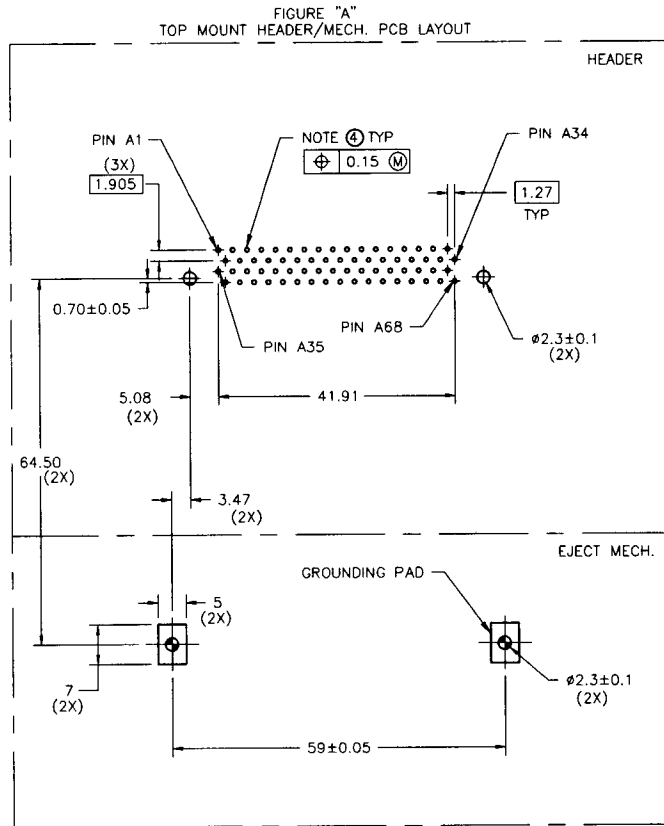 FIGURE "A"
TOP MOUNT HEADER/MECH. PCB LAYOUT
HEADER
PIN A1
NOTE ④ TYP
PIN A34
(3X)
⌖ 0.15 Ⓜ
1.905
1.27
TYP
0.70±0.05
PIN A35
PIN A68
ø2.3±0.1
(2X)
5.08
(2X)
41.91
64.50
(2X)
3.47
(2X)
EJECT MECH.
GROUNDING PAD
5
(2X)
7
(2X)
ø2.3±0.1
(2X)
59±0.05